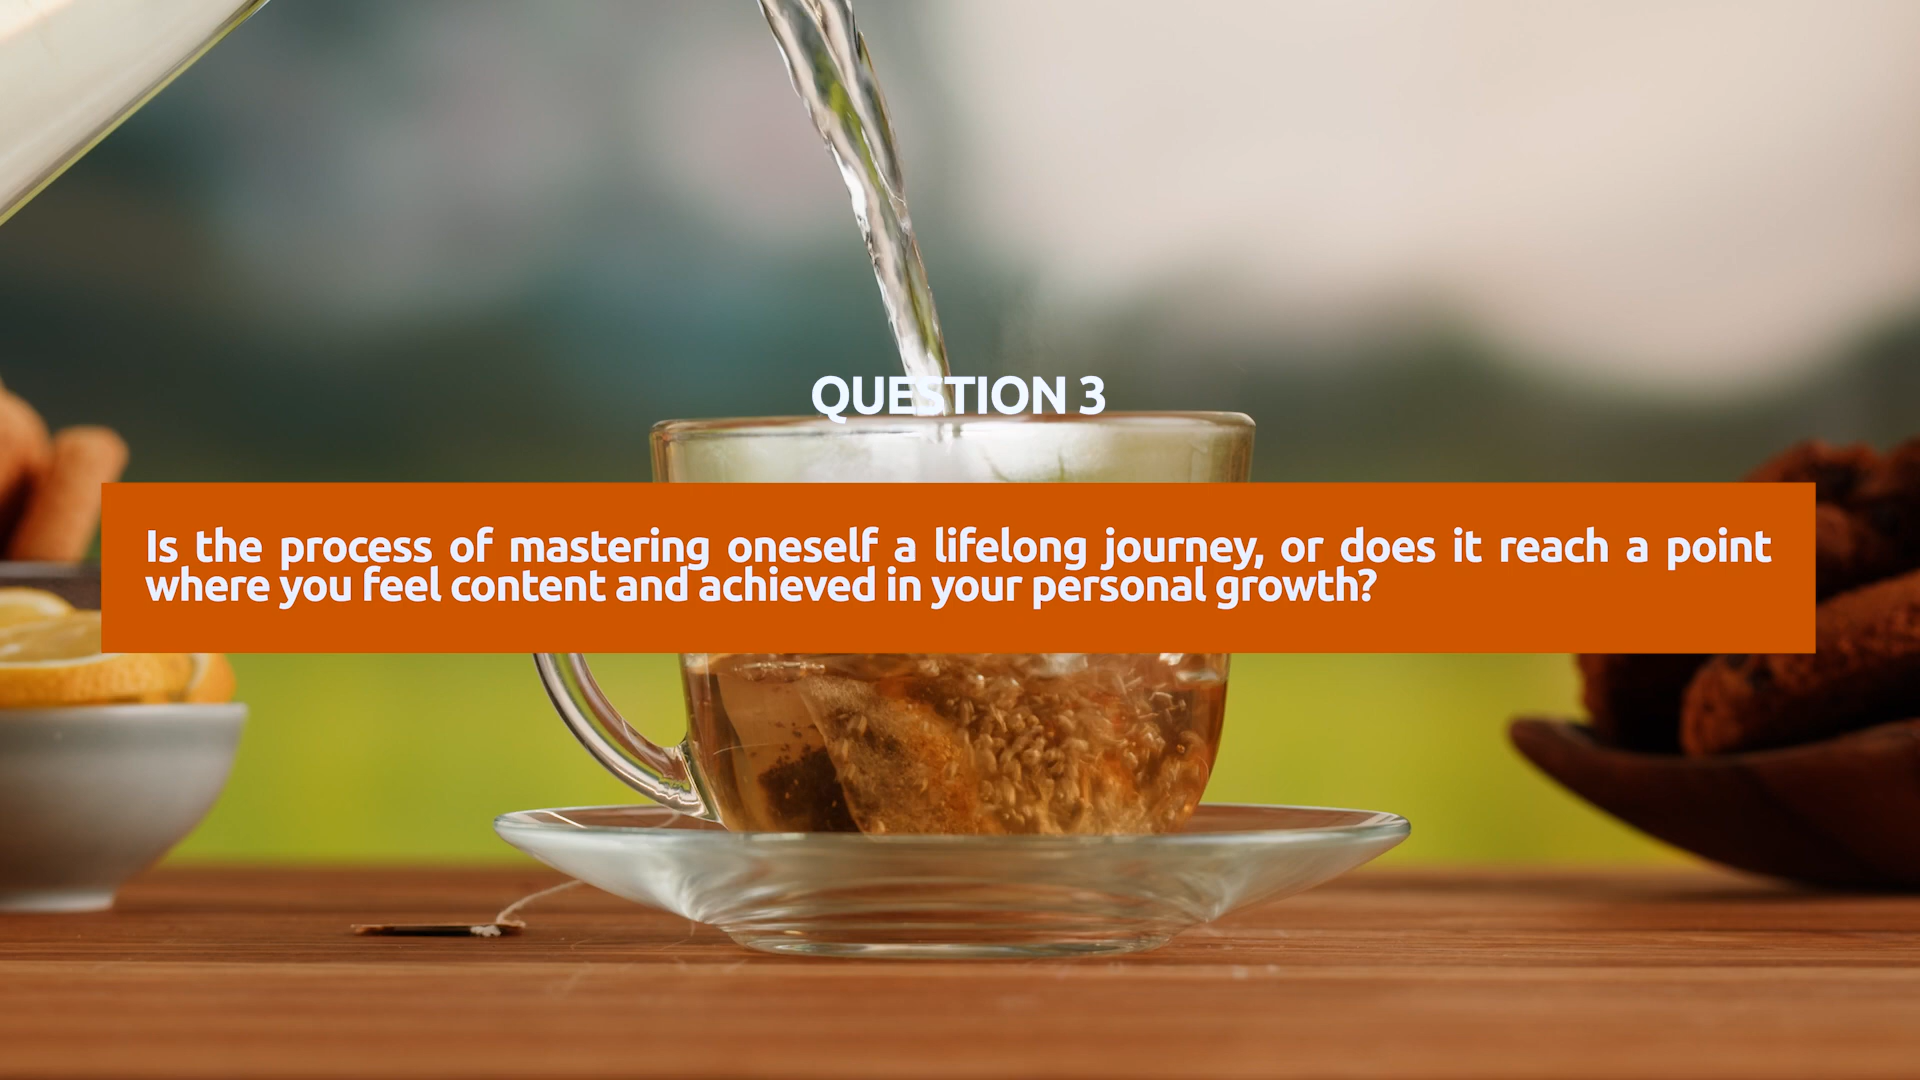 QUESTION 3
Is the process of mastering oneself a lifelong journey, or does it reach a point
where you feel content and achieved in your personal growth?